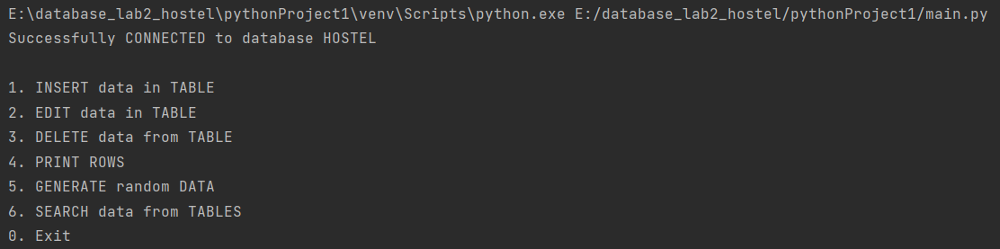 E:\database_lab2_hostel\pythonProject1\venv\Scripts\python.exe E:/database_lab2_hostel/pythonProject1/main.py
Successfully CONNECTED to database HOSTEL
1. INSERT data in TABLE
2. EDIT data in TABLE
3. DELETE data from TABLE
4. PRINT ROWS
5. GENERATE random DATA
6. SEARCH data from TABLES
0. Exit